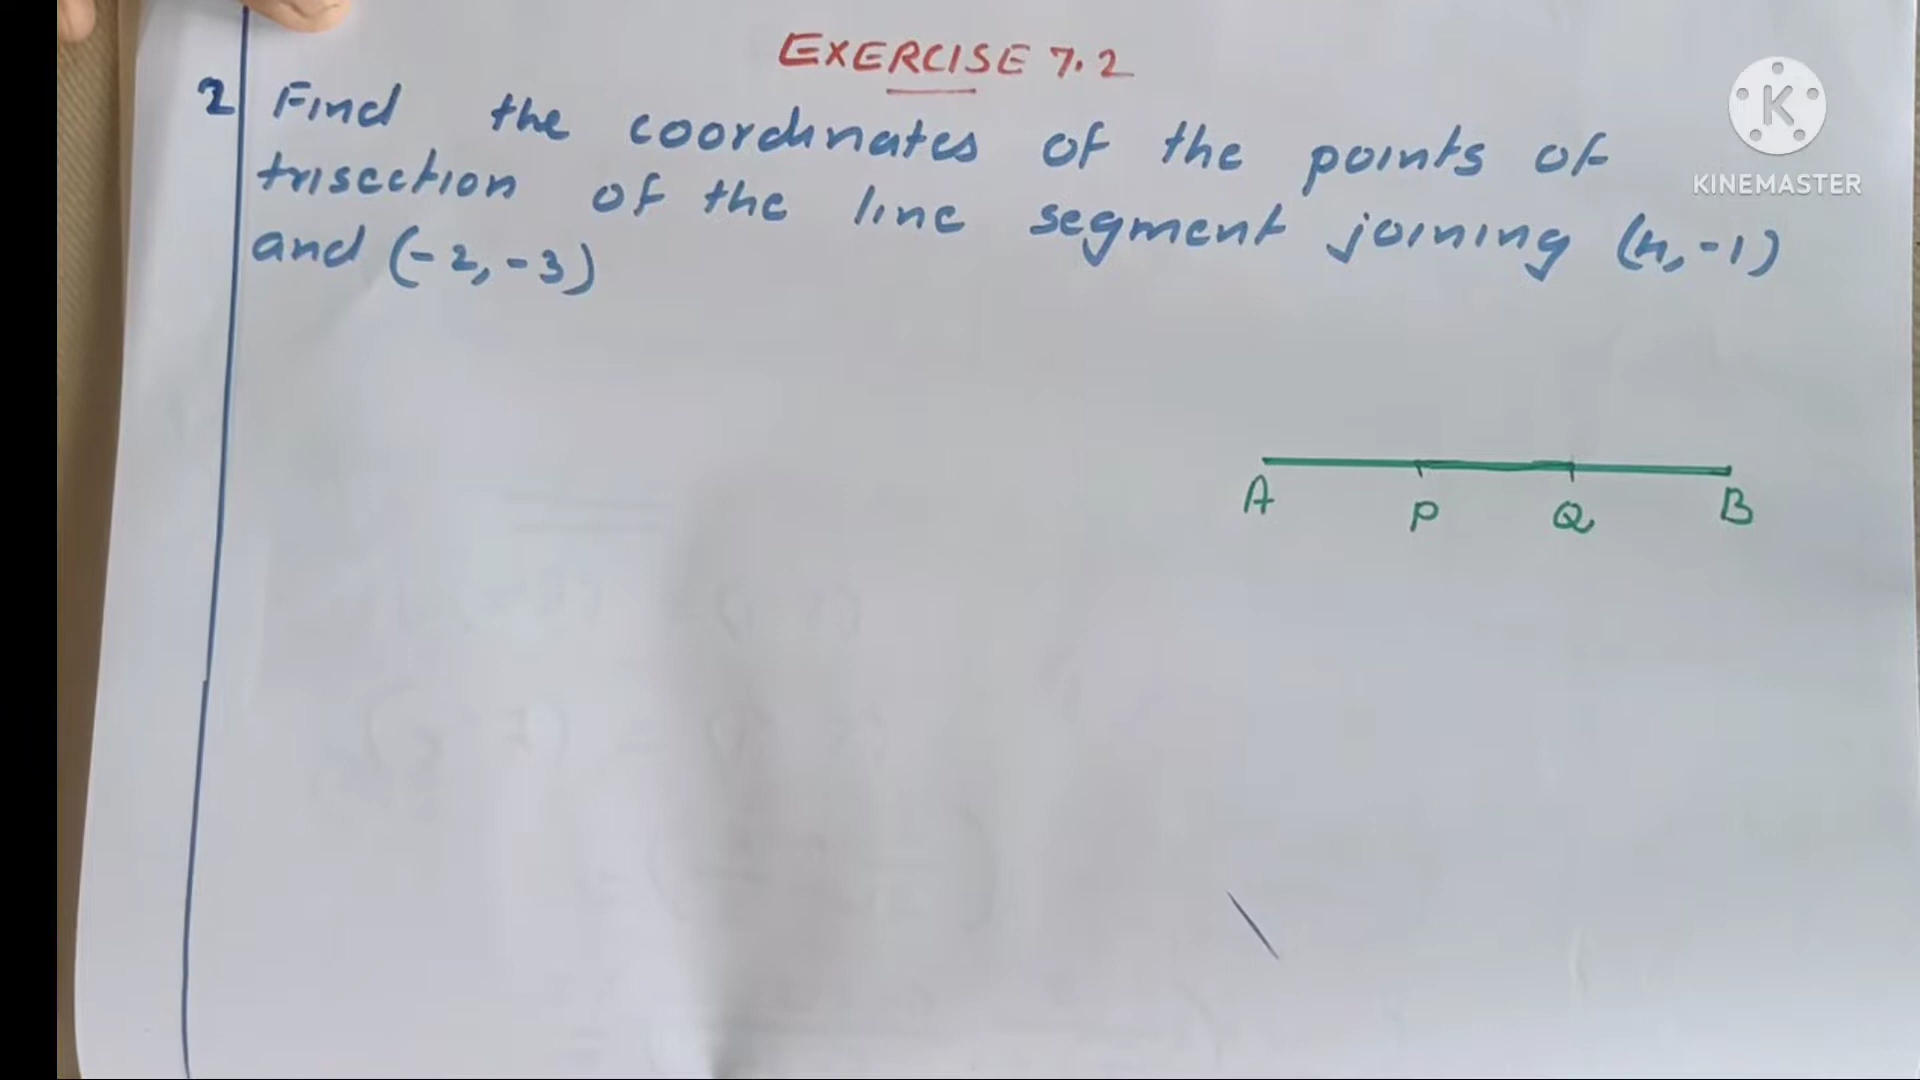 EXERCISE 7.2
2 Find the coordinates of the points of
trisection of the line segment joining (4,-1)
and (-2,-3)
A P Q B
K
KINEMASTER